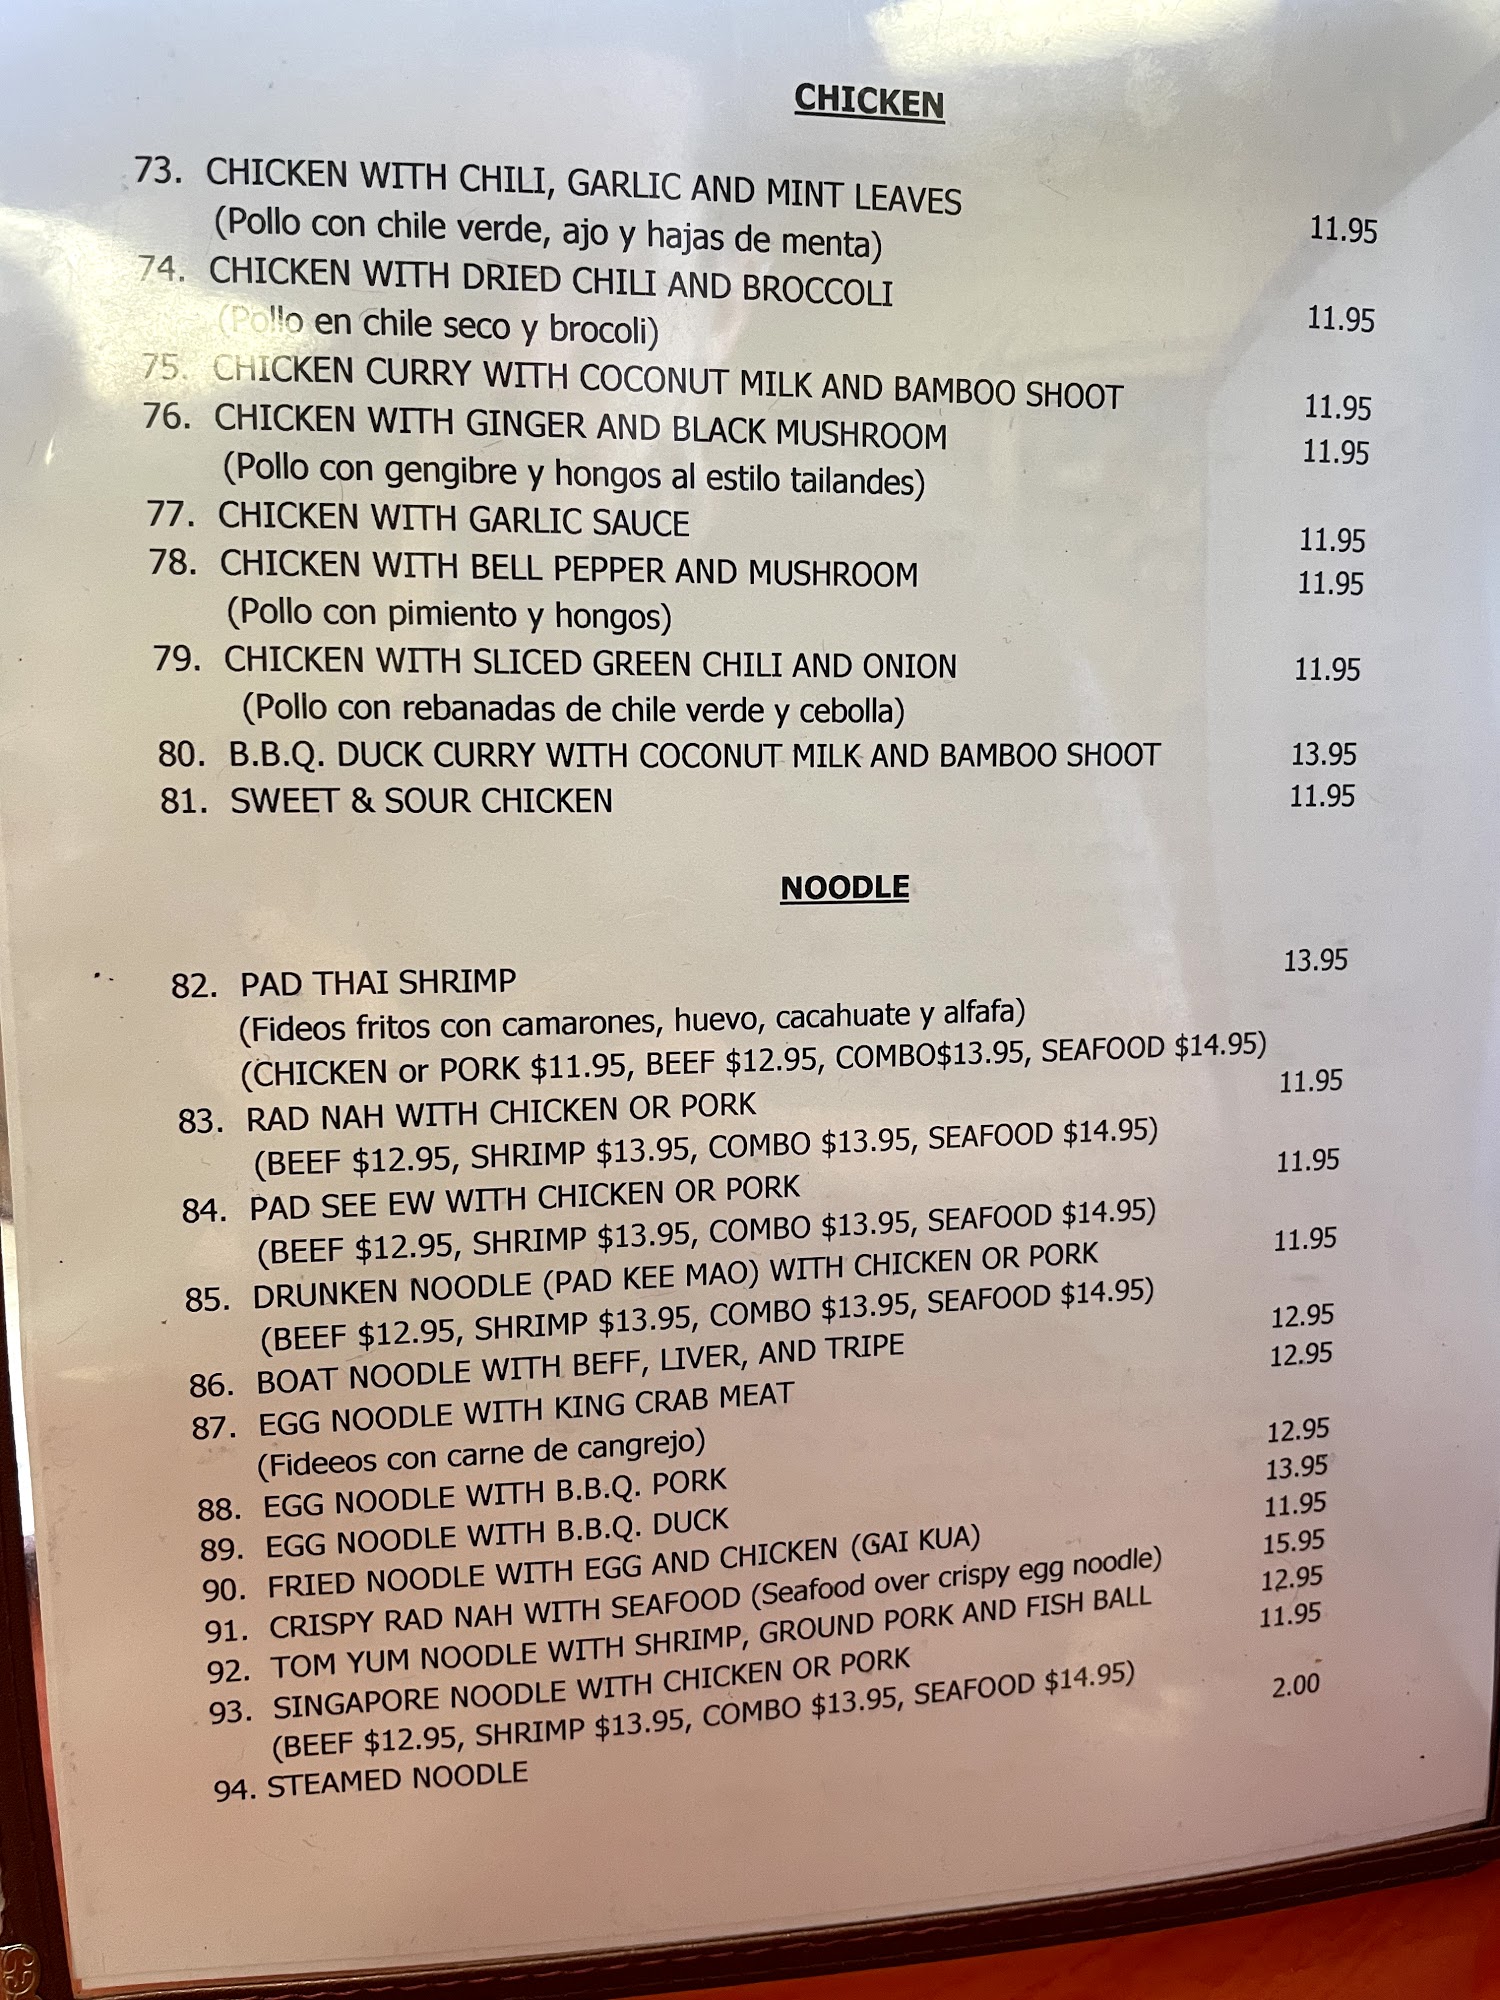 CHICKEN
73. CHICKEN WITH CHILI, GARLIC AND MINT LEAVES 11.95
(Pollo con chile verde, ajo y hajas de menta)
74. CHICKEN WITH DRIED CHILI AND BROCCOLI 11.95
(Pollo en chile seco y brocoli)
75. CHICKEN CURRY WITH COCONUT MILK AND BAMBOO SHOOT 11.95
76. CHICKEN WITH GINGER AND BLACK MUSHROOM 11.95
(Pollo con gengibre y hongos al estilo tailandes)
77. CHICKEN WITH GARLIC SAUCE 11.95
78. CHICKEN WITH BELL PEPPER AND MUSHROOM 11.95
(Pollo con pimiento y hongos)
79. CHICKEN WITH SLICED GREEN CHILI AND ONION 11.95
(Pollo con rebanadas de chile verde y cebolla)
80. B.B.Q. DUCK CURRY WITH COCONUT MILK AND BAMBOO SHOOT 13.95
81. SWEET & SOUR CHICKEN 11.95
NOODLE
82. PAD THAI SHRIMP 13.95
(Fideos fritos con camarones, huevo, cacahuate y alfafa)
(CHICKEN or PORK $11.95, BEEF $12.95, COMBO$13.95, SEAFOOD $14.95)
83. RAD NAH WITH CHICKEN OR PORK 11.95
(BEEF $12.95, SHRIMP $13.95, COMBO $13.95, SEAFOOD $14.95)
84. PAD SEE EW WITH CHICKEN OR PORK 11.95
(BEEF $12.95, SHRIMP $13.95, COMBO $13.95, SEAFOOD $14.95)
85. DRUNKEN NOODLE (PAD KEE MAO) WITH CHICKEN OR PORK 11.95
(BEEF $12.95, SHRIMP $13.95, COMBO $13.95, SEAFOOD $14.95)
86. BOAT NOODLE WITH BEFF, LIVER, AND TRIPE 12.95
87. EGG NOODLE WITH KING CRAB MEAT 12.95
(Fideeos con carne de cangrejo)
88. EGG NOODLE WITH B.B.Q. PORK 12.95
89. EGG NOODLE WITH B.B.Q. DUCK 13.95
90. FRIED NOODLE WITH EGG AND CHICKEN (GAI KUA) 11.95
91. CRISPY RAD NAH WITH SEAFOOD (Seafood over crispy egg noodle) 15.95
92. TOM YUM NOODLE WITH SHRIMP, GROUND PORK AND FISH BALL 12.95
93. SINGAPORE NOODLE WITH CHICKEN OR PORK 11.95
(BEEF $12.95, SHRIMP $13.95, COMBO $13.95, SEAFOOD $14.95)
94. STEAMED NOODLE 2.00